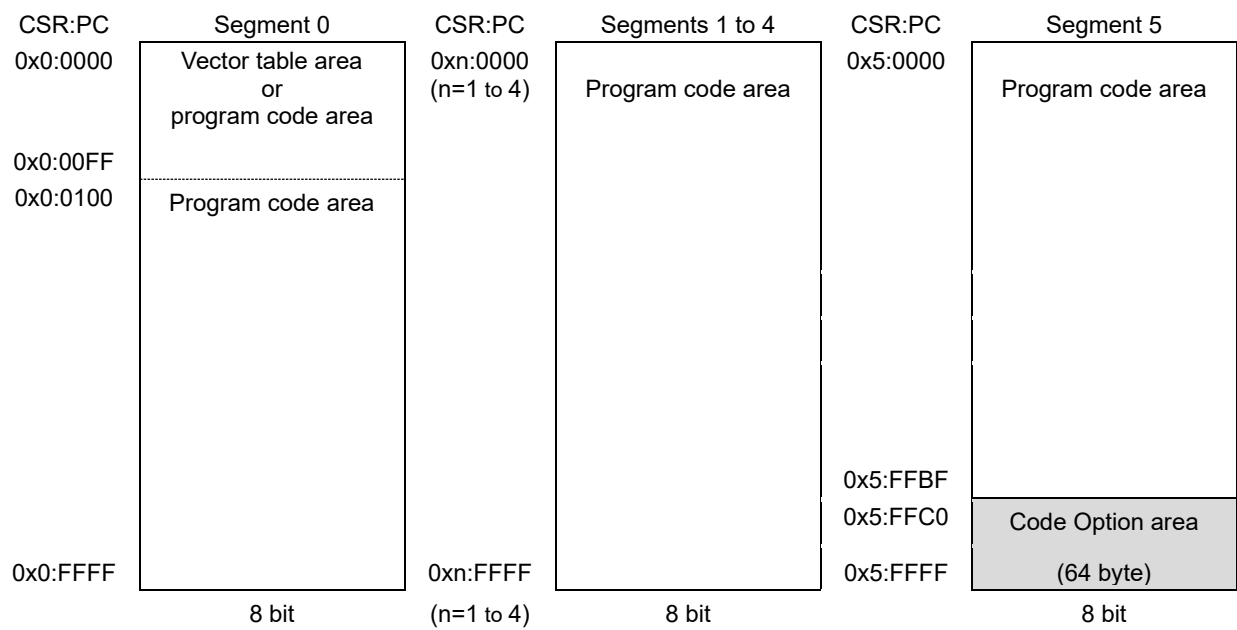 CSR:PC Segment 0 CSR:PC Segments 1 to 4 CSR:PC Segment 5
0x0:0000 Vector table area 0xn:0000 0x5:0000
or (n=1 to 4) Program code area Program code area
program code area
0x0:00FF
0x0:0100 Program code area
0x5:FFBF
0x5:FFC0 Code Option area
0x0:FFFF 0xn:FFFF 0x5:FFFF (64 byte)
8 bit (n=1 to 4) 8 bit 8 bit